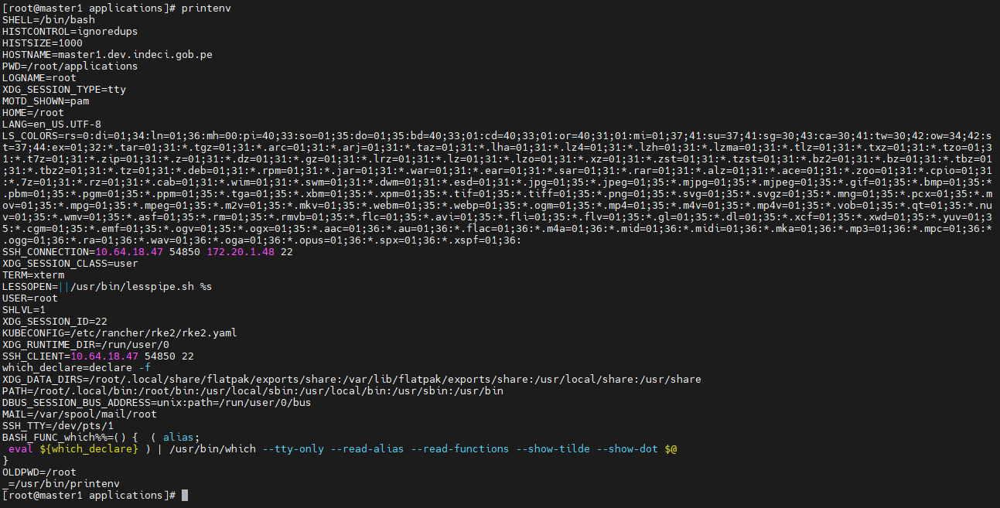 [root@master1 applications]# printenv
SHELL=/bin/bash
HISTCONTROL=ignoredups
HISTSIZE=1000
HOSTNAME=master1.dev.indeci.gob.pe
PWD=/root/applications
LOGNAME=root
XDG_SESSION_TYPE=tty
MOTD_SHOWN=pam
HOME=/root
LANG=en_US.UTF-8
LS_COLORS=rs=0:di=01;34:ln=01;36:mh=00:pi=40;33:so=01;35:do=01;35:bd=40;33;01:cd=40;33;01:or=40;31;01:mi=01;37;41:su=37;41:sg=30;43:ca=30;41:tw=30;42:ow=34;42:s
t=37;44:ex=01;32:*.tar=01;31:*.tgz=01;31:*.arc=01;31:*.arj=01;31:*.taz=01;31:*.lha=01;31:*.lz4=01;31:*.lzh=01;31:*.lzma=01;31:*.tlz=01;31:*.txz=01;31:*.tzo=01;3
1:*.t7z=01;31:*.zip=01;31:*.z=01;31:*.dz=01;31:*.gz=01;31:*.lrz=01;31:*.lz=01;31:*.lzo=01;31:*.xz=01;31:*.zst=01;31:*.tzst=01;31:*.bz2=01;31:*.bz=01;31:*.tbz=01
;31:*.tbz2=01;31:*.tz=01;31:*.deb=01;31:*.rpm=01;31:*.jar=01;31:*.war=01;31:*.ear=01;31:*.sar=01;31:*.rar=01;31:*.alz=01;31:*.ace=01;31:*.zoo=01;31:*.cpio=01;31
:*.7z=01;31:*.rz=01;31:*.cab=01;31:*.wim=01;31:*.swm=01;31:*.dwm=01;31:*.esd=01;31:*.jpg=01;35:*.jpeg=01;35:*.mjpg=01;35:*.mjpeg=01;35:*.gif=01;35:*.bmp=01;35:*
.pbm=01;35:*.pgm=01;35:*.ppm=01;35:*.tga=01;35:*.xbm=01;35:*.xpm=01;35:*.tif=01;35:*.tiff=01;35:*.png=01;35:*.svg=01;35:*.svgz=01;35:*.mng=01;35:*.pcx=01;35:*.m
ov=01;35:*.mpg=01;35:*.mpeg=01;35:*.m2v=01;35:*.mkv=01;35:*.webm=01;35:*.webp=01;35:*.ogm=01;35:*.mp4=01;35:*.m4v=01;35:*.mp4v=01;35:*.vob=01;35:*.qt=01;35:*.nu
v=01;35:*.wmv=01;35:*.asf=01;35:*.rm=01;35:*.rmvb=01;35:*.flc=01;35:*.avi=01;35:*.fli=01;35:*.flv=01;35:*.gl=01;35:*.dl=01;35:*.xcf=01;35:*.xwd=01;35:*.yuv=01;3
5:*.cgm=01;35:*.emf=01;35:*.ogv=01;35:*.ogx=01;35:*.aac=01;36:*.au=01;36:*.flac=01;36:*.m4a=01;36:*.mid=01;36:*.midi=01;36:*.mka=01;36:*.mp3=01;36:*.mpc=01;36:*
.ogg=01;36:*.ra=01;36:*.wav=01;36:*.oga=01;36:*.opus=01;36:*.spx=01;36:*.xspf=01;36:
SSH_CONNECTION=10.64.18.47 54850 172.20.1.48 22
XDG_SESSION_CLASS=user
TERM=xterm
LESSOPEN=||/usr/bin/lesspipe.sh %s
USER=root
SHLVL=1
XDG_SESSION_ID=22
KUBECONFIG=/etc/rancher/rke2/rke2.yaml
XDG_RUNTIME_DIR=/run/user/0
SSH_CLIENT=10.64.18.47 54850 22
which_declare=declare -f
XDG_DATA_DIRS=/root/.local/share/flatpak/exports/share:/var/lib/flatpak/exports/share:/usr/local/share:/usr/share
PATH=/root/.local/bin:/root/bin:/usr/local/sbin:/usr/local/bin:/usr/sbin:/usr/bin
DBUS_SESSION_BUS_ADDRESS=unix:path=/run/user/0/bus
MAIL=/var/spool/mail/root
SSH_TTY=/dev/pts/1
BASH_FUNC_which%%=() {  ( alias;
 eval ${which_declare} ) | /usr/bin/which --tty-only --read-alias --read-functions --show-tilde --show-dot $@
}
OLDPWD=/root
_=/usr/bin/printenv
[root@master1 applications]#